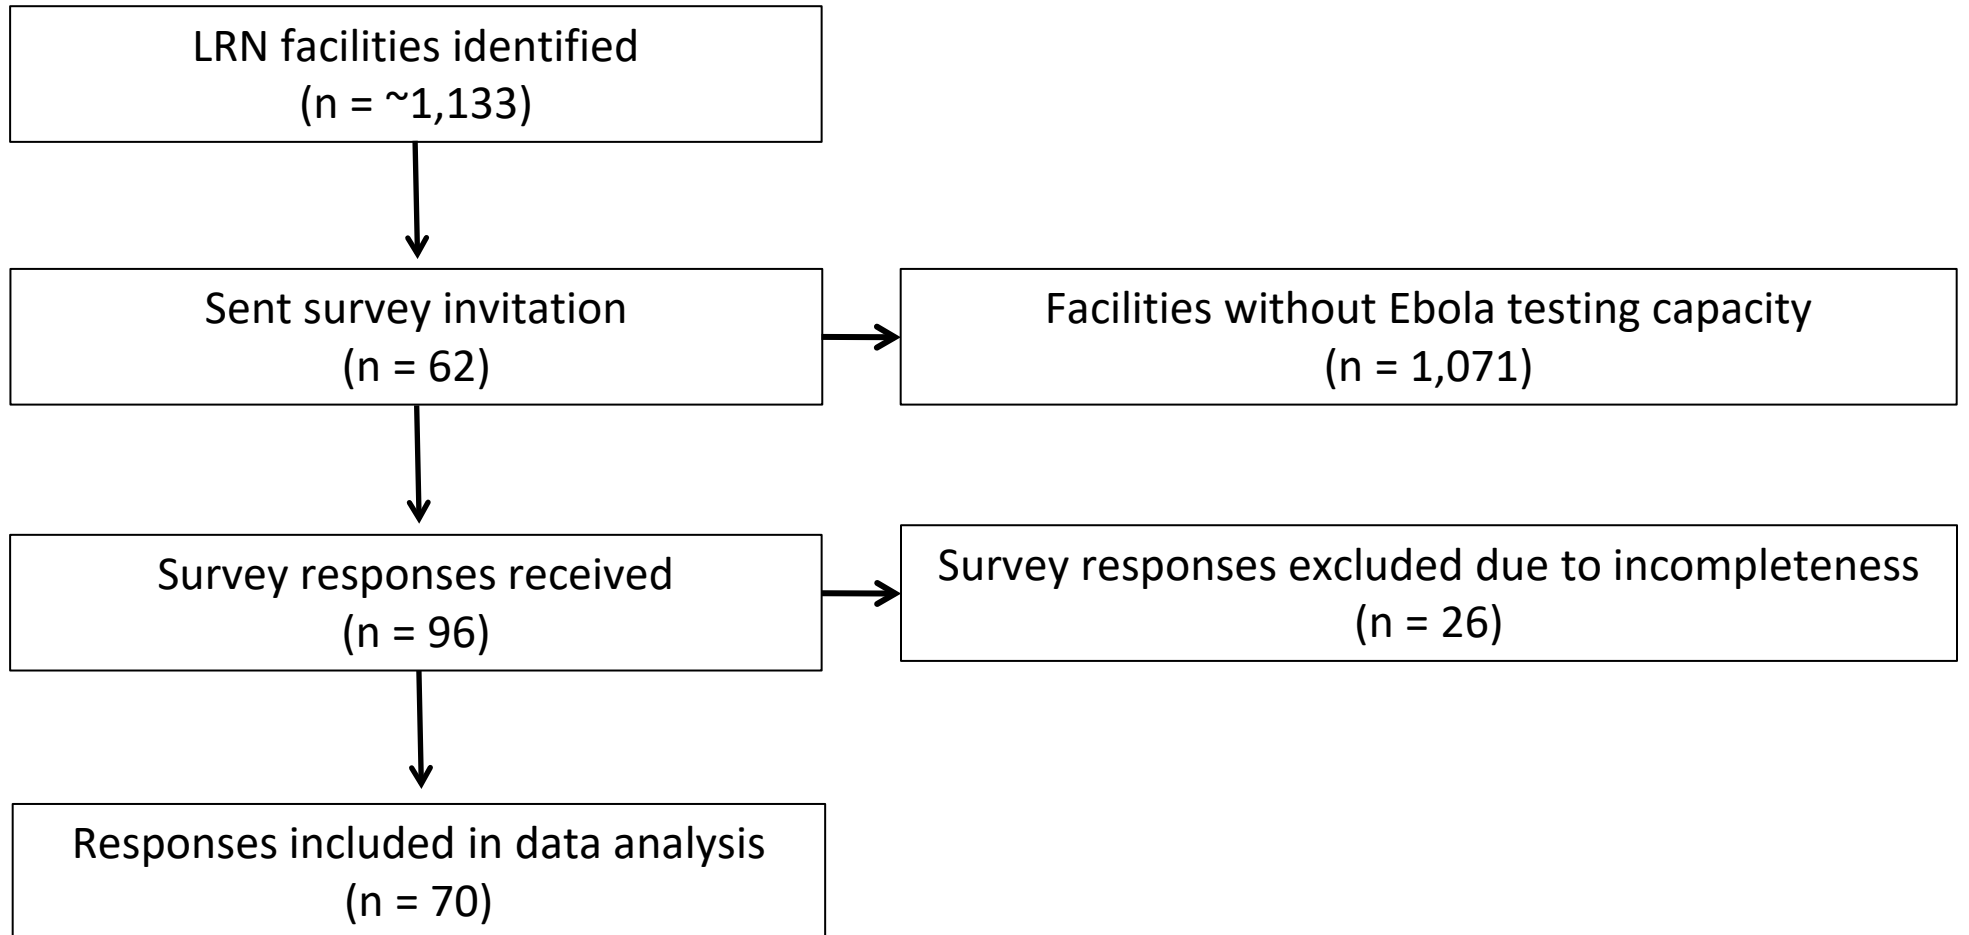 LRN facilities identified
(n = ~1,133)
Sent survey invitation
(n = 62)
Facilities without Ebola testing capacity
(n = 1,071)
Survey responses received
(n = 96)
Survey responses excluded due to incompleteness
(n = 26)
Responses included in data analysis
(n = 70)